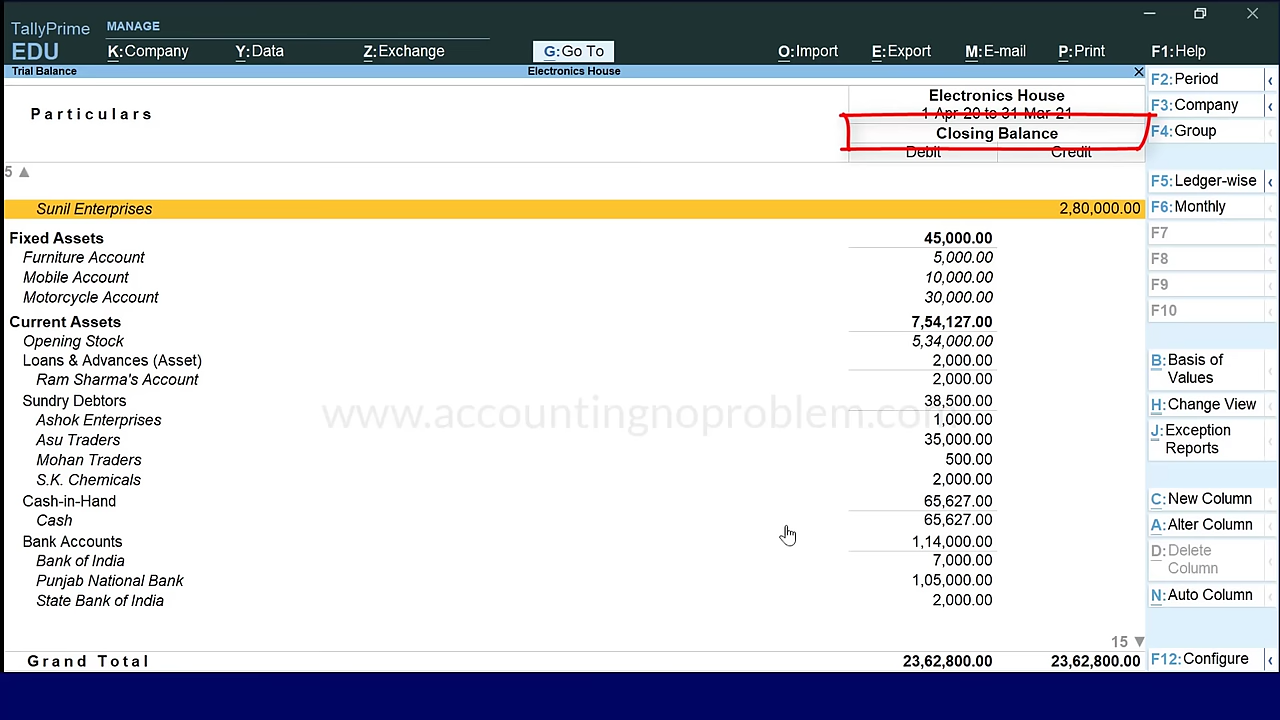 TallyPrime MANAGE
EDU K:Company Y:Data Z:Exchange G:Go To O:Import E:Export M:E-mail P:Print F1:Help
Trial Balance Electronics House
Particulars
Electronics House
1-Apr-20 to 31-Mar-21
Closing Balance
Debit Credit
5
Sunil Enterprises 2,80,000.00
Fixed Assets 45,000.00
Furniture Account 5,000.00
Mobile Account 10,000.00
Motorcycle Account 30,000.00
Current Assets 7,54,127.00
Opening Stock 5,34,000.00
Loans & Advances (Asset) 2,000.00
Ram Sharma's Account 2,000.00
Sundry Debtors 38,500.00
www.accountingnoproblem.com
Ashok Enterprises 1,000.00
Asu Traders 35,000.00
Mohan Traders 500.00
S.K. Chemicals 2,000.00
Cash-in-Hand 65,627.00
Cash 65,627.00
Bank Accounts 1,14,000.00
Bank of India 7,000.00
Punjab National Bank 1,05,000.00
State Bank of India 2,000.00
15
Grand Total 23,62,800.00 23,62,800.00
F2:Period
F3:Company
F4:Group
F5:Ledger-wise
F6:Monthly
F7
F8
F9
F10
B:Basis of
Values
H:Change View
J:Exception
Reports
C:New Column
A:Alter Column
D:Delete
Column
N:Auto Column
F12:Configure